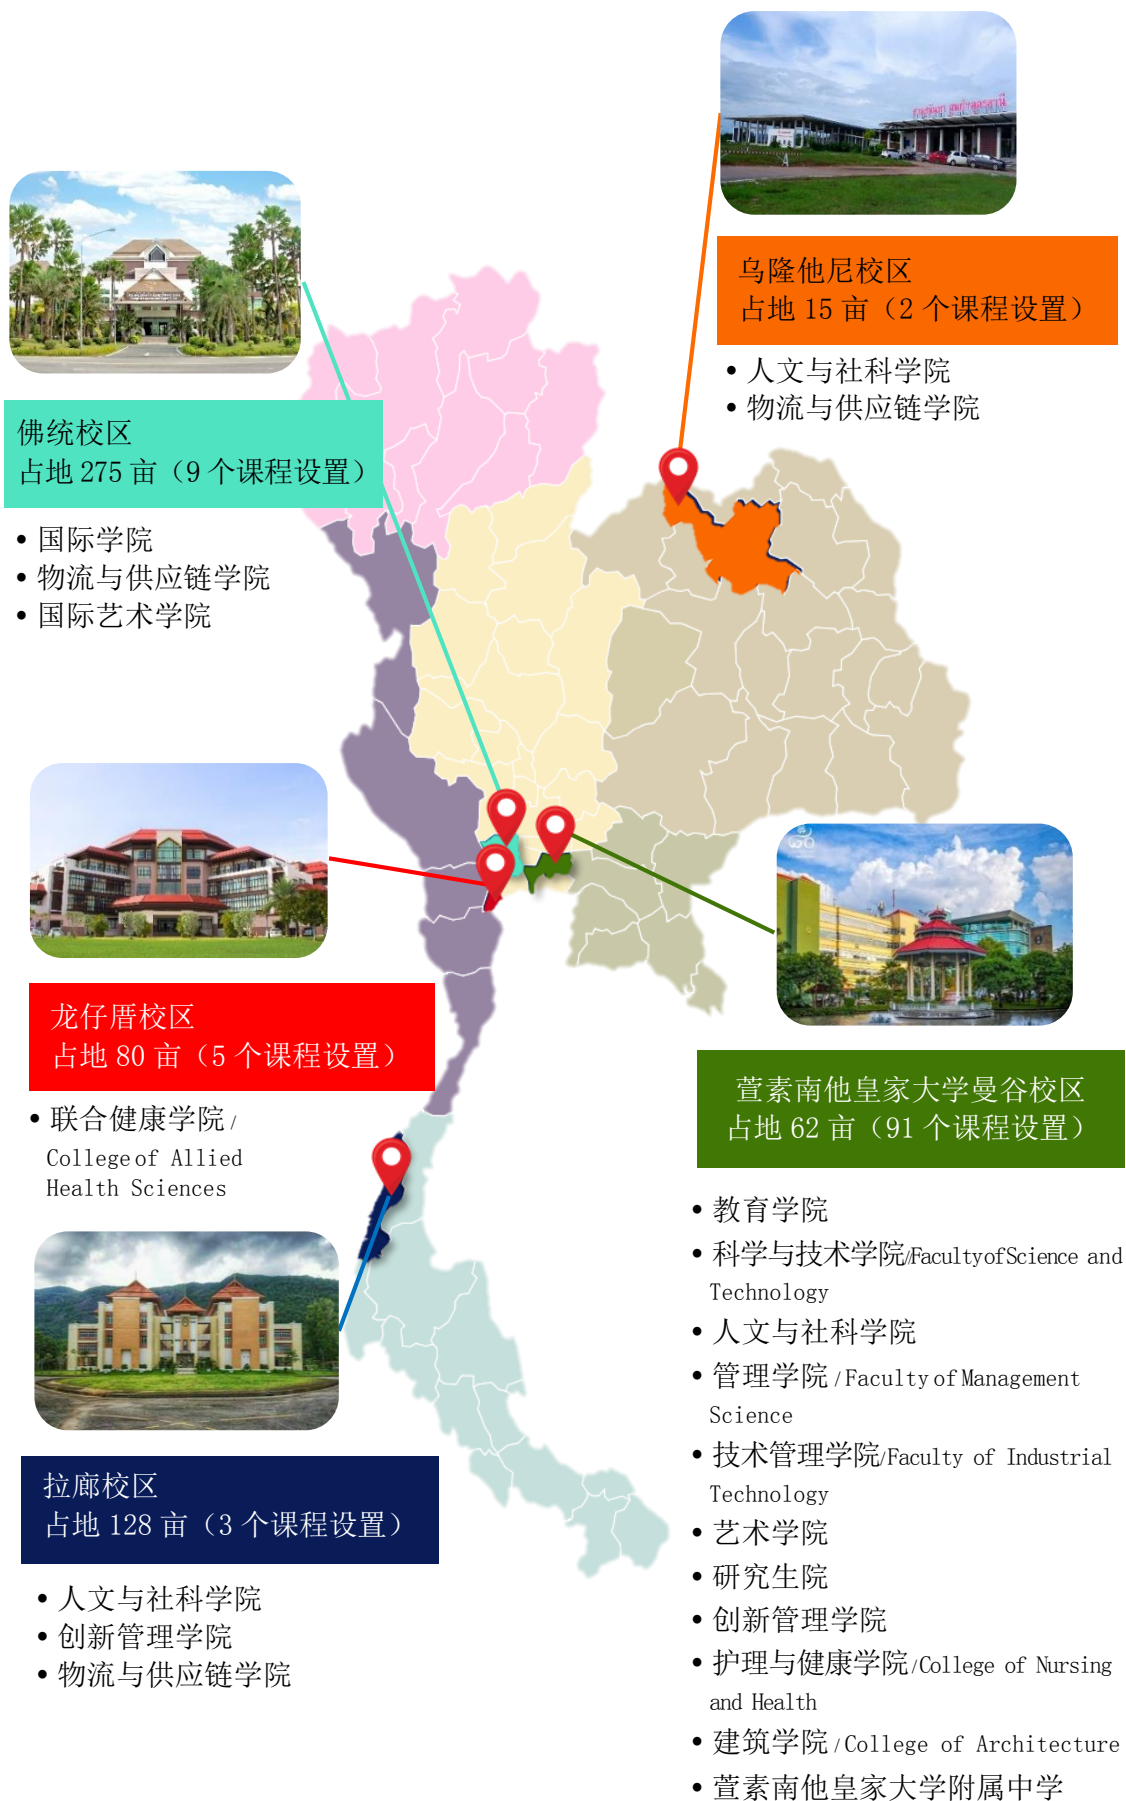 乌隆他尼校区
占地 15 亩（2 个课程设置）
• 人文与社科学院
• 物流与供应链学院
佛统校区
占地 275 亩（9 个课程设置）
• 国际学院
• 物流与供应链学院
• 国际艺术学院
龙仔厝校区
占地 80 亩（5 个课程设置）
• 联合健康学院 /
College of Allied
Health Sciences
拉廊校区
占地 128 亩（3 个课程设置）
• 人文与社科学院
• 创新管理学院
• 物流与供应链学院
萱素南他皇家大学曼谷校区
占地 62 亩（91 个课程设置）
• 教育学院
• 科学与技术学院/Faculty of Science and
Technology
• 人文与社科学院
• 管理学院 / Faculty of Management
Science
• 技术管理学院/Faculty of Industrial
Technology
• 艺术学院
• 研究生院
• 创新管理学院
• 护理与健康学院/College of Nursing
and Health
• 建筑学院 /College of Architecture
• 萱素南他皇家大学附属中学